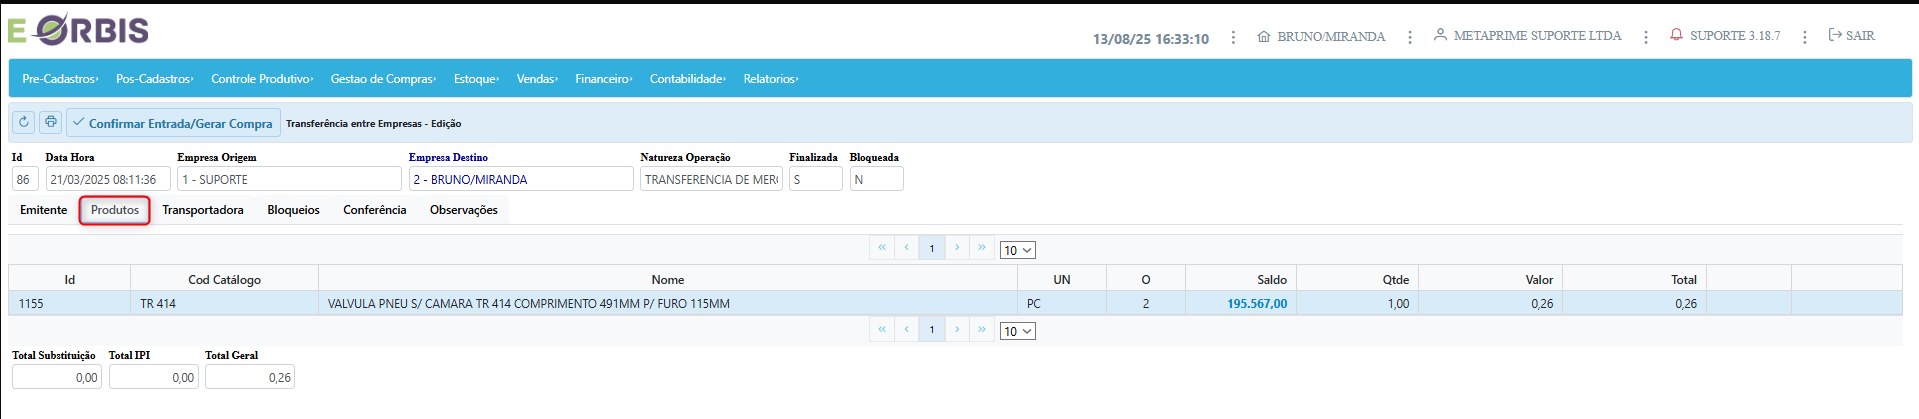 E ORBIS
13/08/25 16:33:10 BRUNO/MIRANDA METAPRIME SUPORTE LTDA SUPORTE 3.18.7 SAIR
Pre-Cadastros Pos-Cadastros Controle Produtivo Gestao de Compras Estoque Vendas Financeiro Contabilidade Relatorios
Confirmar Entrada/Gerar Compra Transferência entre Empresas - Edição
Id Data Hora Empresa Origem Empresa Destino Natureza Operação Finalizada Bloqueada
86 21/03/2025 08:11:36 1 - SUPORTE 2 - BRUNO/MIRANDA TRANSFERENCIA DE MER S N
Emitente Produtos Transportadora Bloqueios Conferência Observações
« ‹ 1 › » 10
Id Cod Catálogo Nome UN O Saldo Qtde Valor Total
1155 TR 414 VALVULA PNEU S/ CAMARA TR 414 COMPRIMENTO 491MM P/ FURO 115MM PC 2 195.567,00 1,00 0,26 0,26
« ‹ 1 › » 10
Total Substituição Total IPI Total Geral
0,00 0,00 0,26